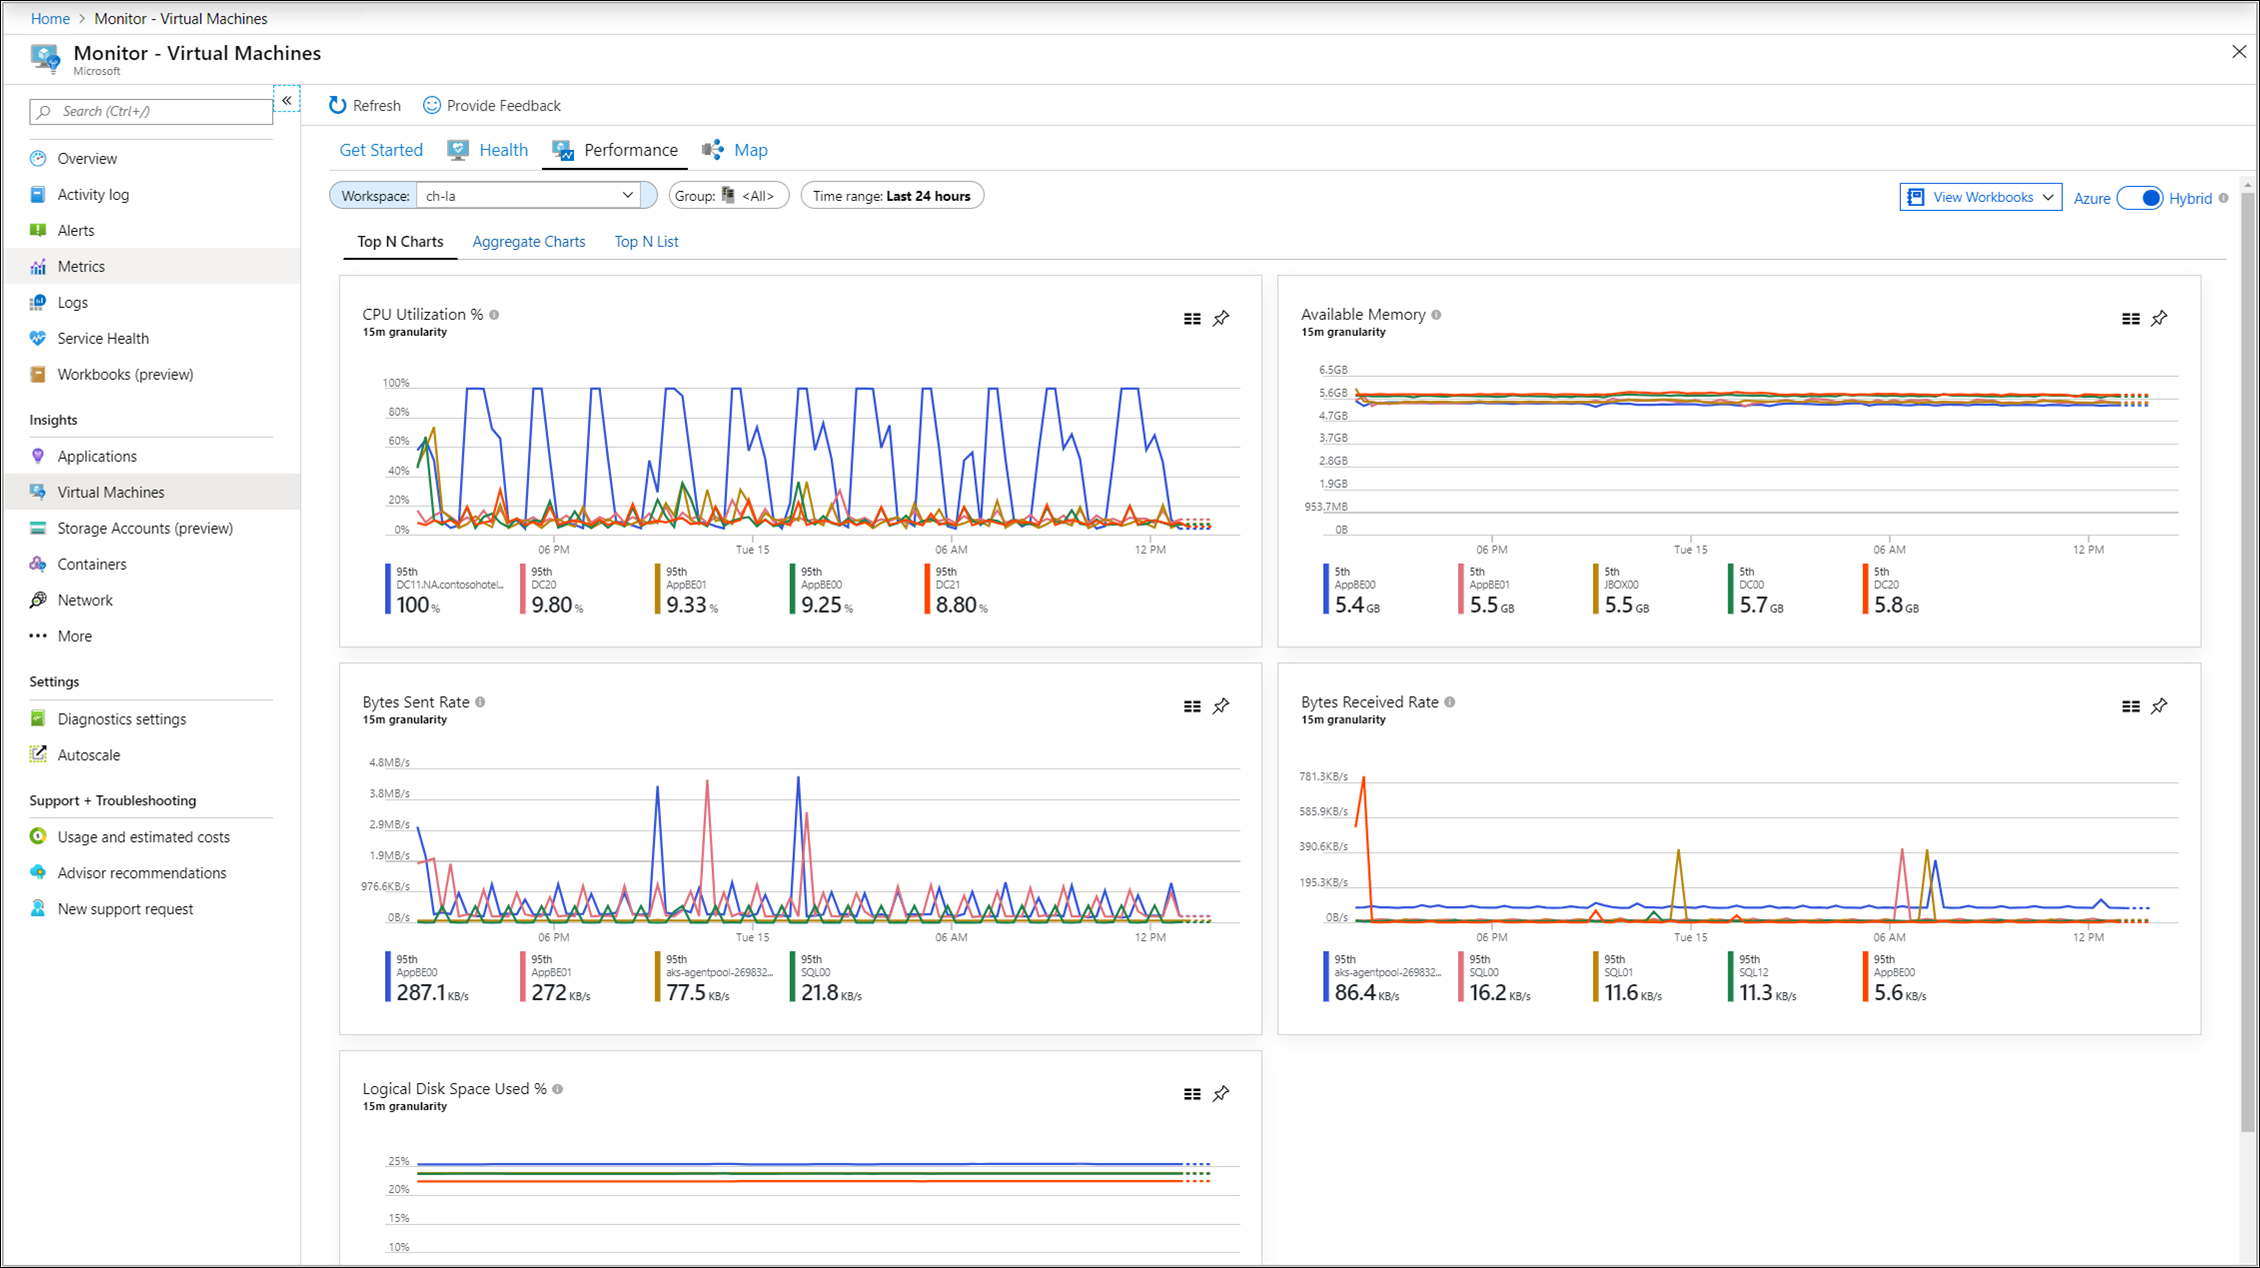 Home > Monitor - Virtual Machines
Monitor - Virtual Machines
Microsoft
Search (Ctrl+/)
«
Overview
Activity log
Alerts
Metrics
Logs
Service Health
Workbooks (preview)
Insights
Applications
Virtual Machines
Storage Accounts (preview)
Containers
Network
More
Settings
Diagnostics settings
Autoscale
Support + Troubleshooting
Usage and estimated costs
Advisor recommendations
New support request
Refresh Provide Feedback
Get Started Health Performance Map
Workspace: ch-la Group: <All> Time range: Last 24 hours
View Workbooks Azure Hybrid
Top N Charts Aggregate Charts Top N List
CPU Utilization %
15m granularity
100%
80%
60%
40%
20%
0%
06 PM Tue 15 06 AM 12 PM
95th 95th 95th 95th 95th
DC11.NA.contosohotel... DC20 AppBE01 AppBE00 DC21
100 % 9.80 % 9.33 % 9.25 % 8.80 %
Available Memory
15m granularity
6.5GB
5.6GB
4.7GB
3.7GB
2.8GB
1.9GB
953.7MB
0B
06 PM Tue 15 06 AM 12 PM
5th 5th 5th 5th 5th
AppBE00 AppBE01 JBOX00 DC00 DC20
5.4 GB 5.5 GB 5.5 GB 5.7 GB 5.8 GB
Bytes Sent Rate
15m granularity
4.8MB/s
3.8MB/s
2.9MB/s
1.9MB/s
976.6KB/s
0B/s
06 PM Tue 15 06 AM 12 PM
95th 95th 95th 95th
AppBE00 AppBE01 aks-agentpool-269832... SQL00
287.1 KB/s 272 KB/s 77.5 KB/s 21.8 KB/s
Bytes Received Rate
15m granularity
781.3KB/s
585.9KB/s
390.6KB/s
195.3KB/s
0B/s
06 PM Tue 15 06 AM 12 PM
95th 95th 95th 95th 95th
aks-agentpool-269832... SQL00 SQL01 SQL12 AppBE00
86.4 KB/s 16.2 KB/s 11.6 KB/s 11.3 KB/s 5.6 KB/s
Logical Disk Space Used %
15m granularity
25%
20%
15%
10%